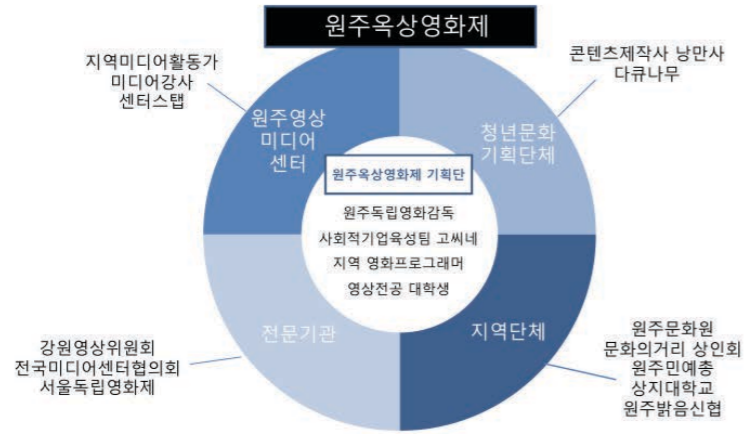 원주옥상영화제
지역미디어활동가
미디어강사
센터스탭
콘텐츠제작사 낭만사
다큐나무
원주영상
미디어
센터
청년문화
기획단체
원주옥상영화제 기획단
원주독립영화감독
사회적기업육성팀 고씨네
지역 영화프로그래머
영상전공 대학생
전문기관
지역단체
강원영상위원회
전국미디어센터협의회
서울독립영화제
원주문화원
문화의거리 상인회
원주민예총
상지대학교
원주밝음신협